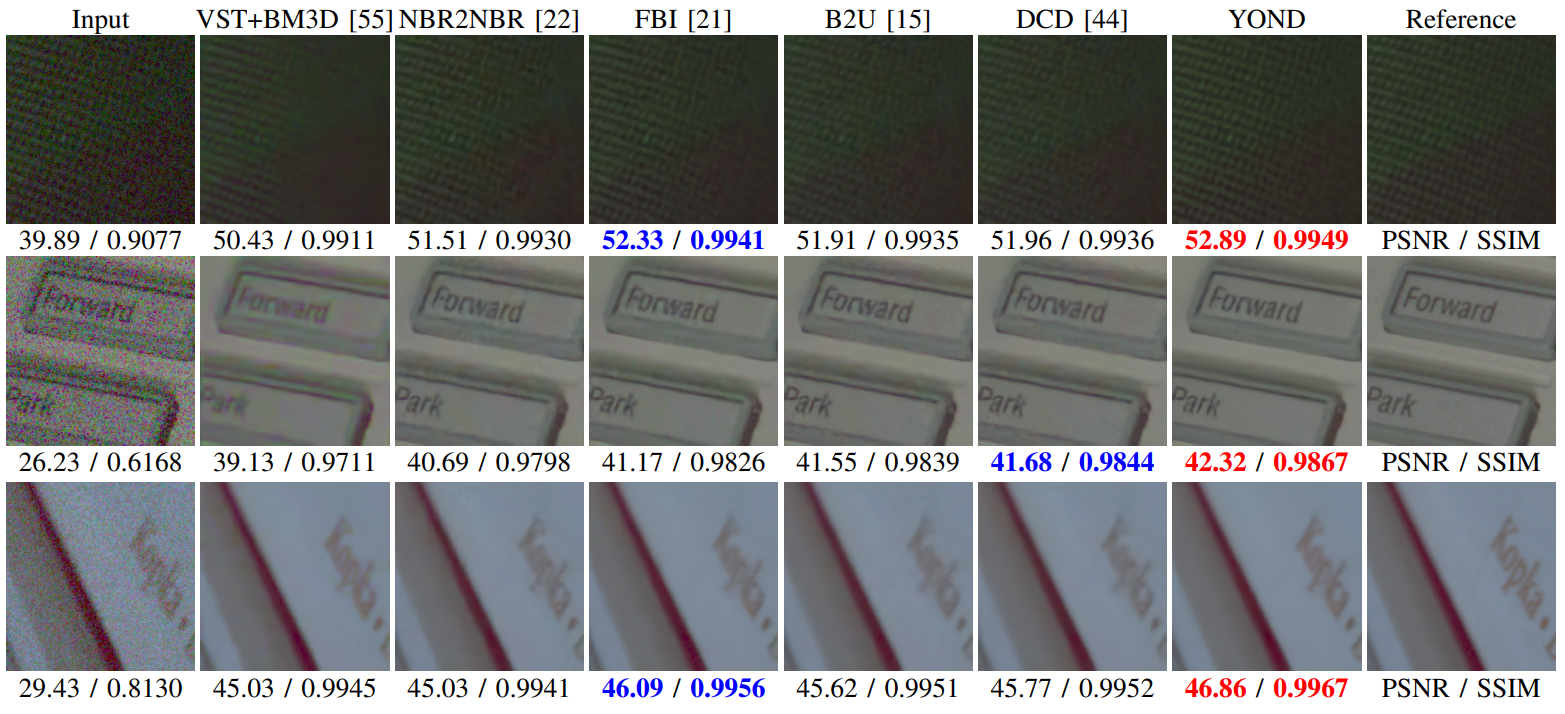 Input VST+BM3D [55] NBR2NBR [22] FBI [21] B2U [15] DCD [44] YOND Reference
39.89 / 0.9077 50.43 / 0.9911 51.51 / 0.9930 52.33 / 0.9941 51.91 / 0.9935 51.96 / 0.9936 52.89 / 0.9949 PSNR / SSIM
Forward Forward Forward Forward Forward Forward Forward Forward
Park Park Park Park Park Park Park Park
26.23 / 0.6168 39.13 / 0.9711 40.69 / 0.9798 41.17 / 0.9826 41.55 / 0.9839 41.68 / 0.9844 42.32 / 0.9867 PSNR / SSIM
Kopka Kopka Kopka Kopka Kopka Kopka Kopka Kopka
29.43 / 0.8130 45.03 / 0.9945 45.03 / 0.9941 46.09 / 0.9956 45.62 / 0.9951 45.77 / 0.9952 46.86 / 0.9967 PSNR / SSIM